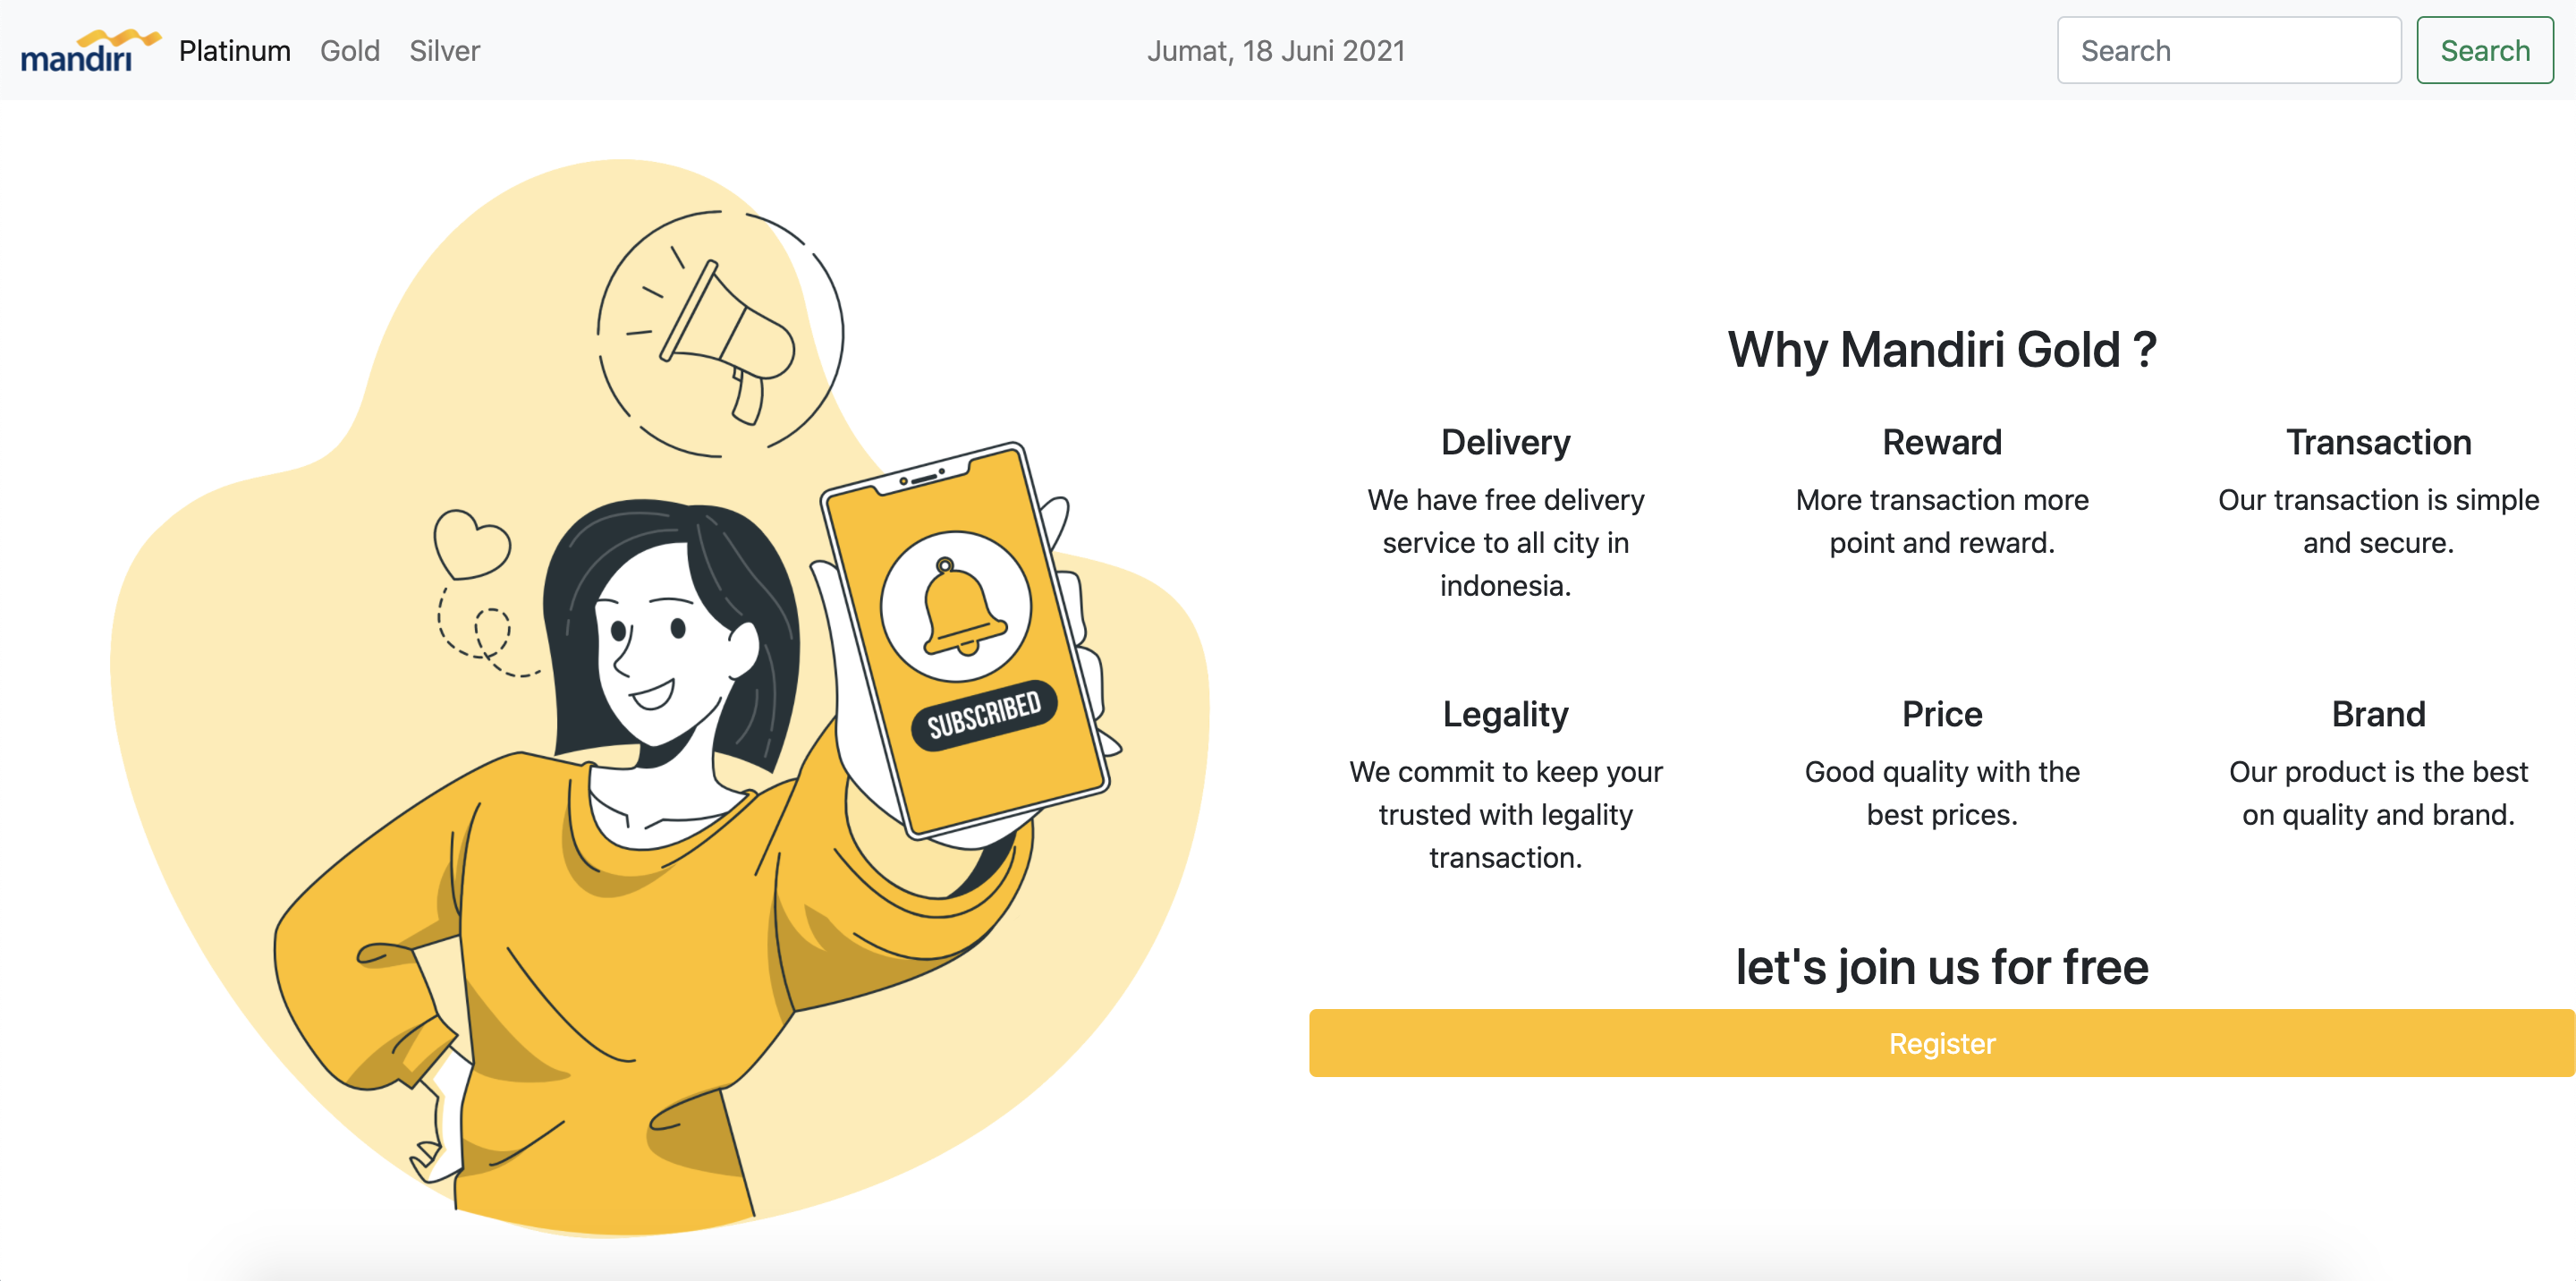 mandiri Platinum Gold Silver Jumat, 18 Juni 2021 Search Search
SUBSCRIBED
Why Mandiri Gold ?
Delivery
We have free delivery
service to all city in
indonesia.
Reward
More transaction more
point and reward.
Transaction
Our transaction is simple
and secure.
Legality
We commit to keep your
trusted with legality
transaction.
Price
Good quality with the
best prices.
Brand
Our product is the best
on quality and brand.
let's join us for free
Register